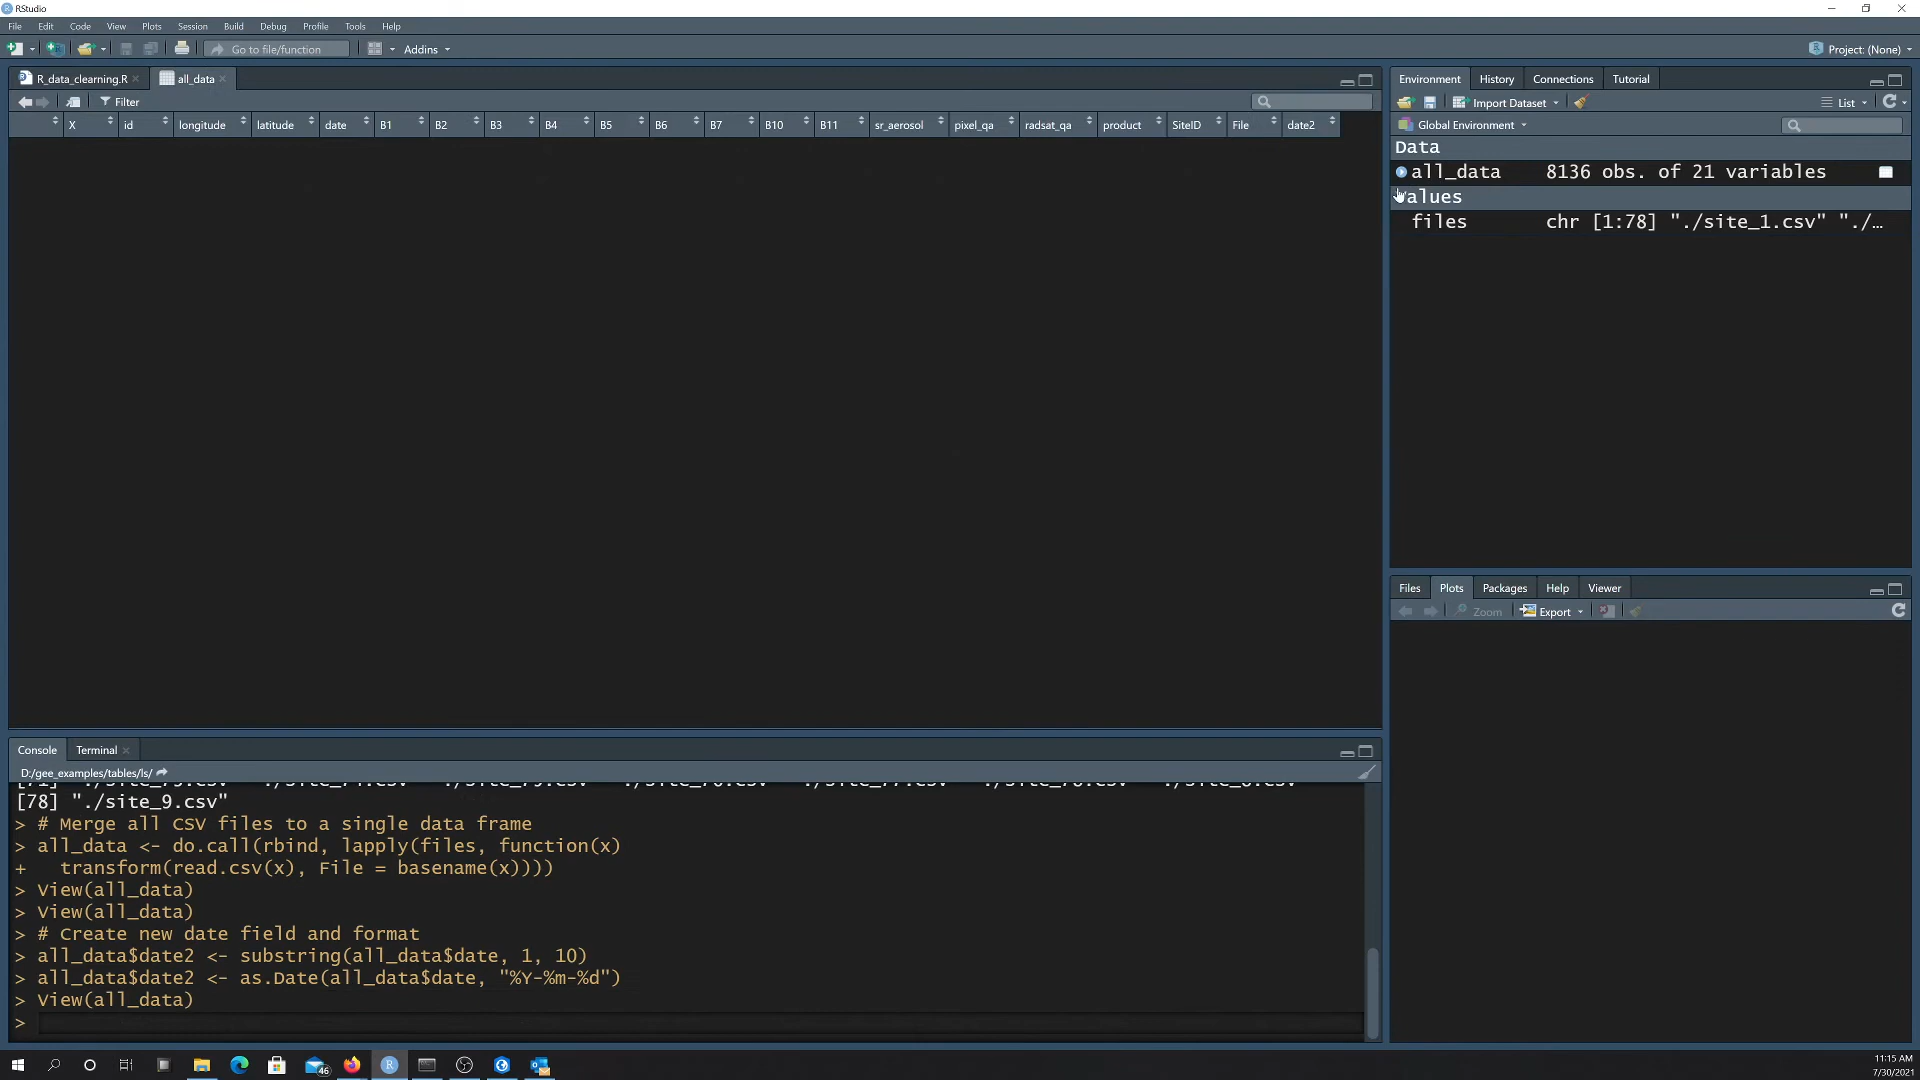 RStudio
File Edit Code View Plots Session Build Debug Profile Tools Help
Go to file/function Addins Project: (None)
R_data_clearning.R all_data
Filter
X id longitude latitude date B1 B2 B3 B4 B5 B6 B7 B10 B11 sr_aerosol pixel_qa radsat_qa product SiteID File date2
Environment History Connections Tutorial
Import Dataset List
Global Environment
Data
all_data 8136 obs. of 21 variables
alues
files chr [1:78] "./site_1.csv" "./…
Files Plots Packages Help Viewer
Zoom Export
Console Terminal
D:/gee_examples/tables/ls/
[78] "./site_9.csv"
> # Merge all CSV files to a single data frame
> all_data <- do.call(rbind, lapply(files, function(x)
+ transform(read.csv(x), File = basename(x))))
> View(all_data)
> View(all_data)
> # Create new date field and format
> all_data$date2 <- substring(all_data$date, 1, 10)
> all_data$date2 <- as.Date(all_data$date, "%Y-%m-%d")
> View(all_data)
>
46
11:15 AM
7/30/2021